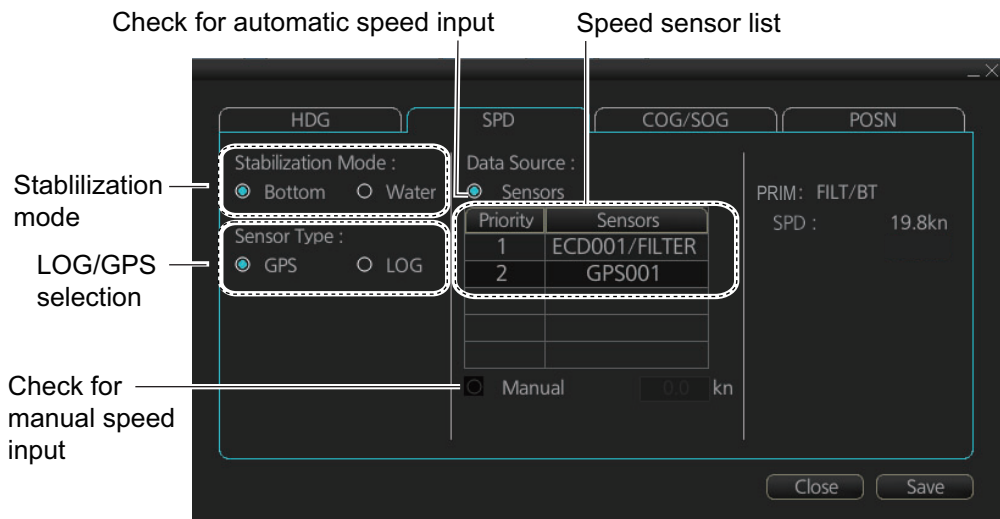 Check for automatic speed input
Speed sensor list
HDG
SPD
COG/SOG
POSN
Stablilization
mode
Stabilization Mode :
Bottom
Water
Data Source :
Sensors
PRIM: FILT/BT
SPD : 19.8kn
Priority Sensors
1 ECD001/FILTER
2 GPS001
LOG/GPS
selection
Sensor Type :
GPS
LOG
Check for
manual speed
input
Manual 0.0 kn
Close
Save